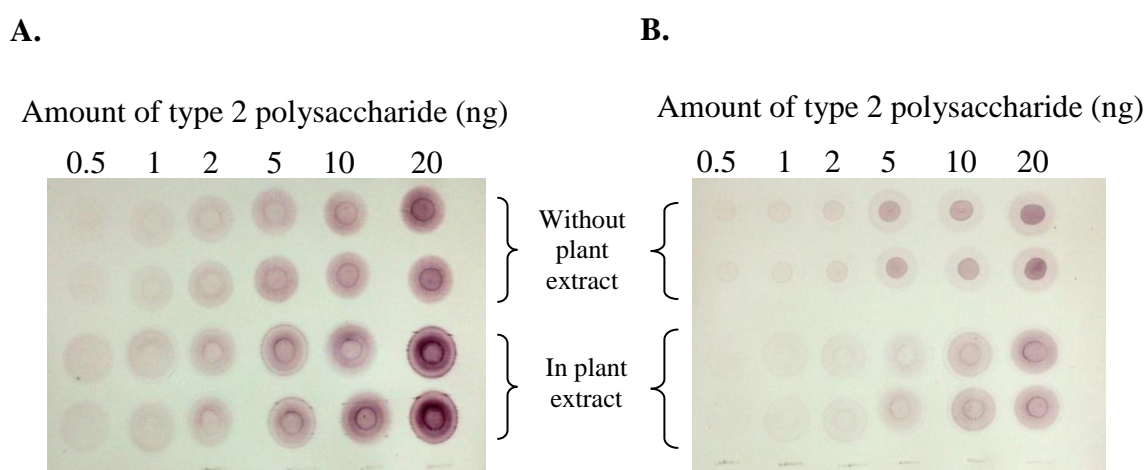 A.
B.
Amount of type 2 polysaccharide (ng)
Amount of type 2 polysaccharide (ng)
0.5 1 2 5 10 20
0.5 1 2 5 10 20
Without
plant
extract
In plant
extract